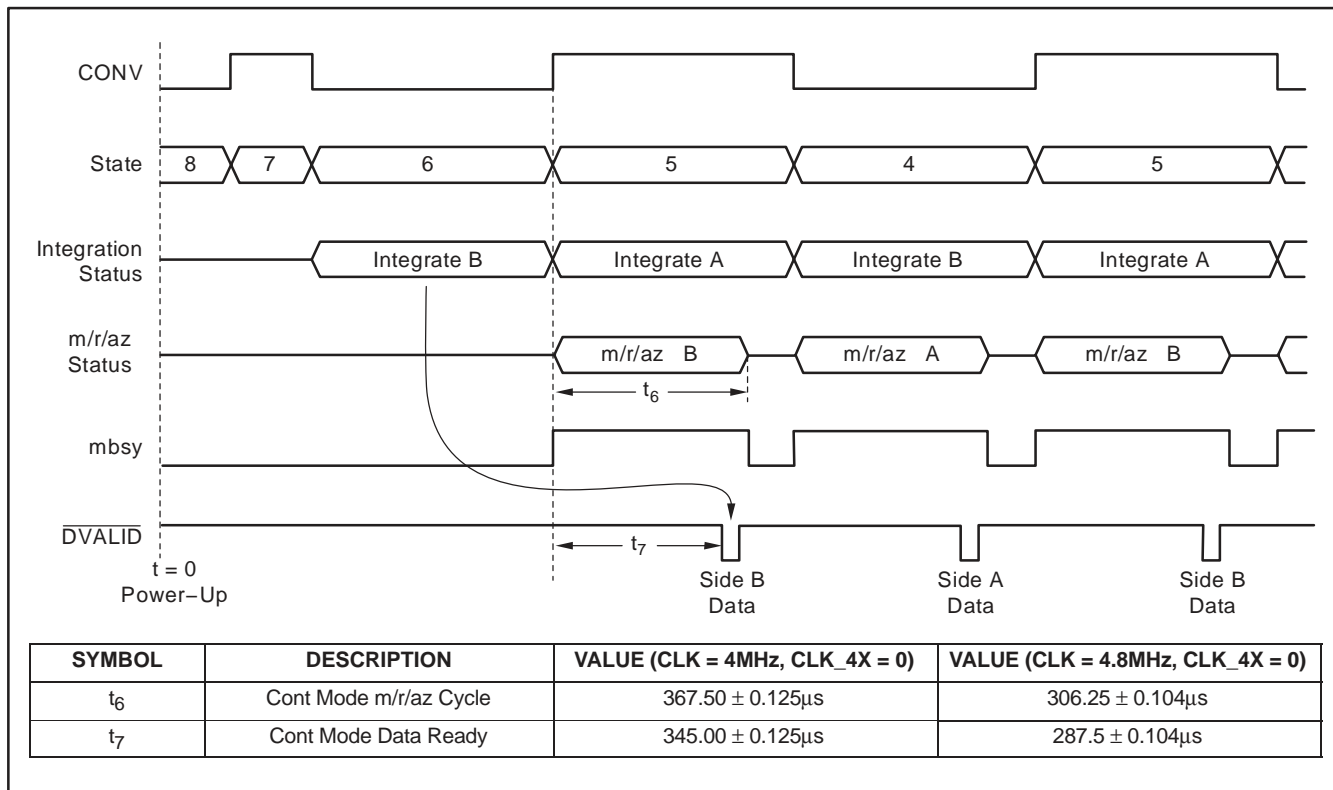 CONV
State
8 7 6 5 4 5
Integration
Status
Integrate B Integrate A Integrate B Integrate A
m/r/az
Status
m/r/az B m/r/az A m/r/az B
t6
mbsy
DVALID
t7
t = 0
Power−Up
Side B
Data
Side A
Data
Side B
Data
SYMBOL DESCRIPTION VALUE (CLK = 4MHz, CLK_4X = 0) VALUE (CLK = 4.8MHz, CLK_4X = 0)
t6 Cont Mode m/r/az Cycle 367.50 ± 0.125μs 306.25 ± 0.104μs
t7 Cont Mode Data Ready 345.00 ± 0.125μs 287.5 ± 0.104μs